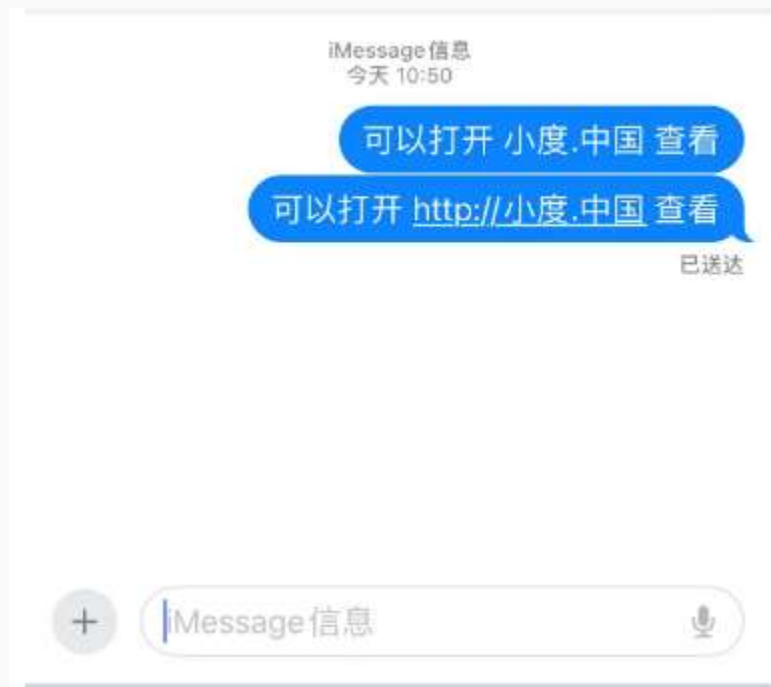 iMessage信息
今天 10:50
可以打开 小度.中国 查看
可以打开 http://小度.中国 查看
已送达
iMessage信息